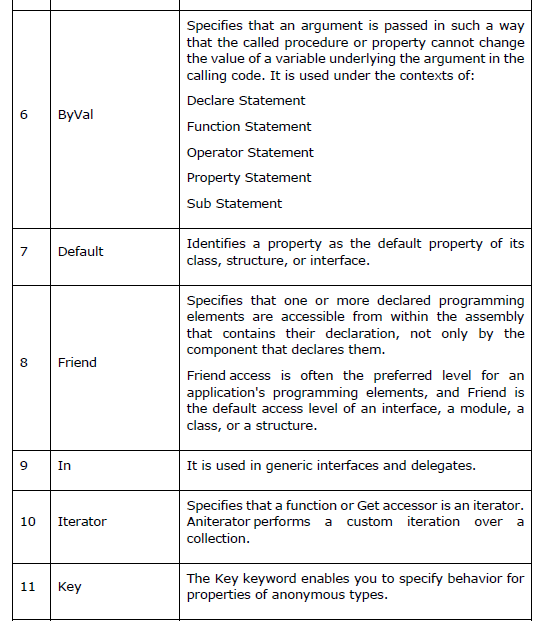 Specifies that an argument is passed in such a way
that the called procedure or property cannot change
the value of a variable underlying the argument in the
calling code. It is used under the contexts of:
6 ByVal Declare Statement
Function Statement
Operator Statement
Property Statement
Sub Statement
7 Default Identifies a property as the default property of its
class, structure, or interface.
Specifies that one or more declared programming
elements are accessible from within the assembly
that contains their declaration, not only by the
component that declares them.
8 Friend
Friend access is often the preferred level for an
application's programming elements, and Friend is
the default access level of an interface, a module, a
class, or a structure.
9 In It is used in generic interfaces and delegates.
Specifies that a function or Get accessor is an iterator.
10 Iterator Aniterator performs a custom iteration over a
collection.
11 Key The Key keyword enables you to specify behavior for
properties of anonymous types.